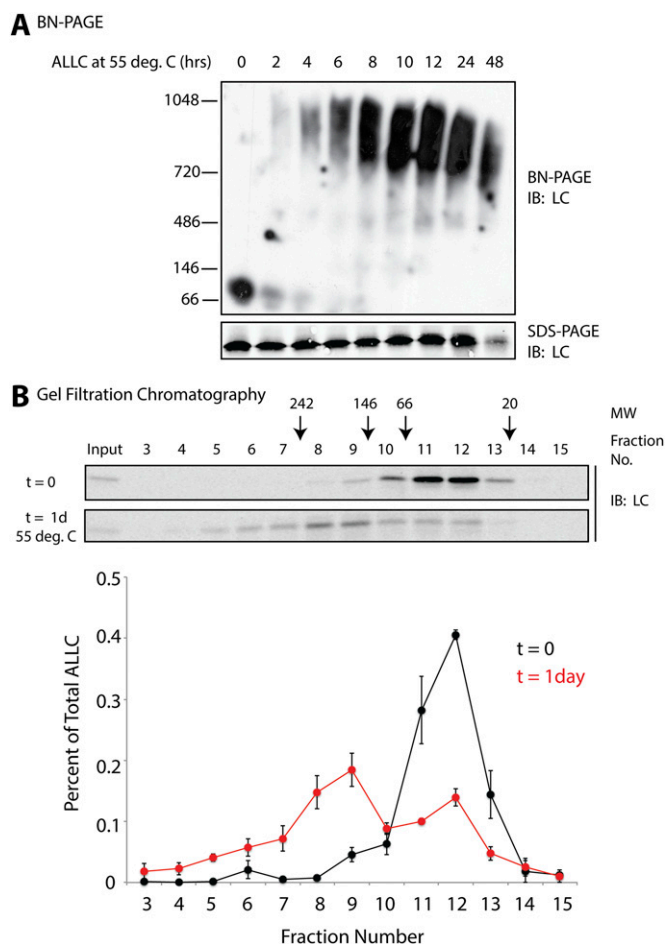 A BN-PAGE
ALLC at 55 deg. C (hrs) 0 2 4 6 8 10 12 24 48
1048
720
486
146
66
BN-PAGE
IB: LC
SDS-PAGE
IB: LC
B Gel Filtration Chromatography
242 146 66 20 MW
Input 3 4 5 6 7 8 9 10 11 12 13 14 15 Fraction
No.
t = 0
IB: LC
t = 1d
55 deg. C
0.5
0.4
0.3
0.2
0.1
0
Percent of Total ALLC
t = 0
t = 1day
3 4 5 6 7 8 9 10 11 12 13 14 15
Fraction Number